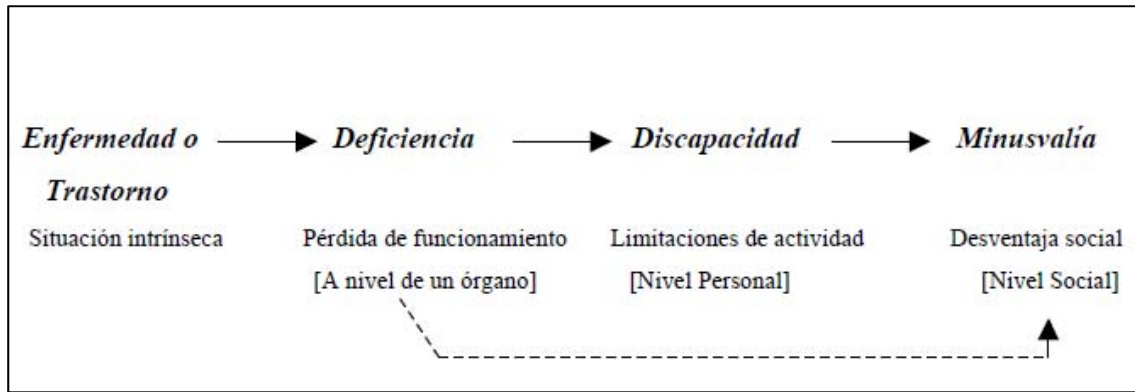 Enfermedad o
Trastorno
Situación intrínseca
Deficiencia
Pérdida de funcionamiento
[A nivel de un órgano]
Discapacidad
Limitaciones de actividad
[Nivel Personal]
Minusvalía
Desventaja social
[Nivel Social]